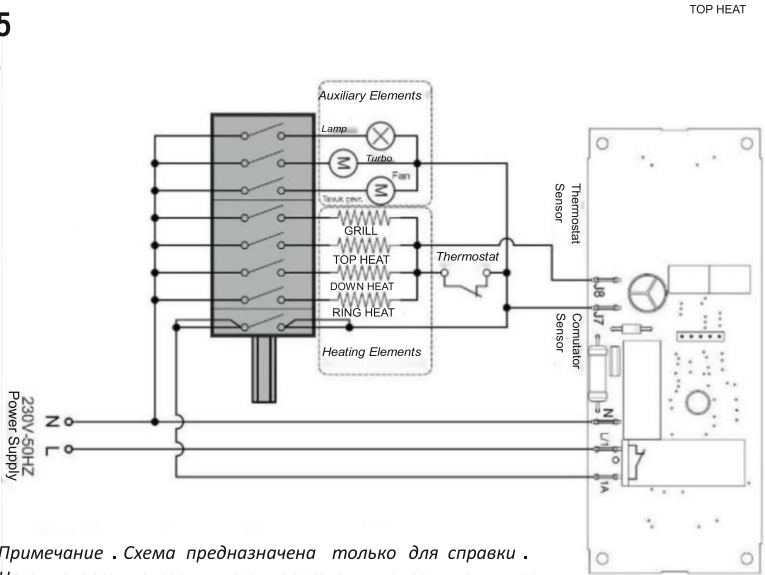 TOP HEAT
5
Auxiliary Elements
Lamp
Turbo
M
Fan
M
Tavuk çevr.
GRILL
TOP HEAT
DOWN HEAT
RING HEAT
Thermostat
Heating Elements
Thermostat
Sensor
J8
J7
Comutator
Sensor
N
L/1
1A
230V-50HZ
Power Supply
N
L
Примечание . Схема предназначена только для справки .